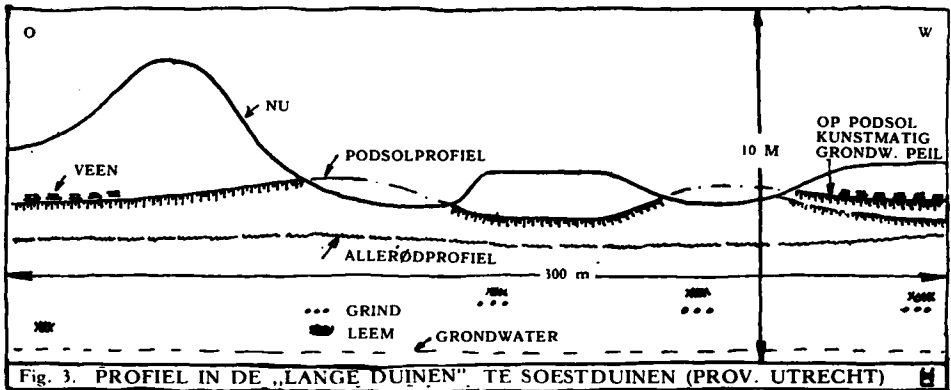 O
W
NU
OP PODSOL
KUNSTMATIG
GRONDW. PEIL
10 M
PODSOLPROFIEL
VEEN
ALLERØDPROFIEL
300 m
GRIND
LEEM
GRONDWATER
Fig. 3. PROFIEL IN DE „LANGE DUINEN" TE SOESTDUINEN (PROV. UTRECHT)